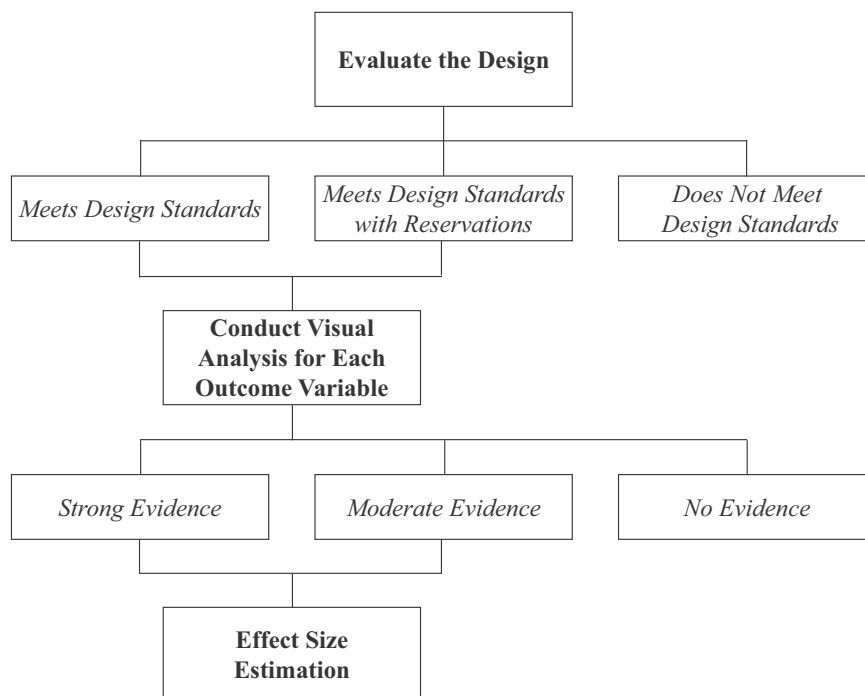 Evaluate the Design
Meets Design Standards
Meets Design Standards
with Reservations
Does Not Meet
Design Standards
Conduct Visual
Analysis for Each
Outcome Variable
Strong Evidence
Moderate Evidence
No Evidence
Effect Size
Estimation